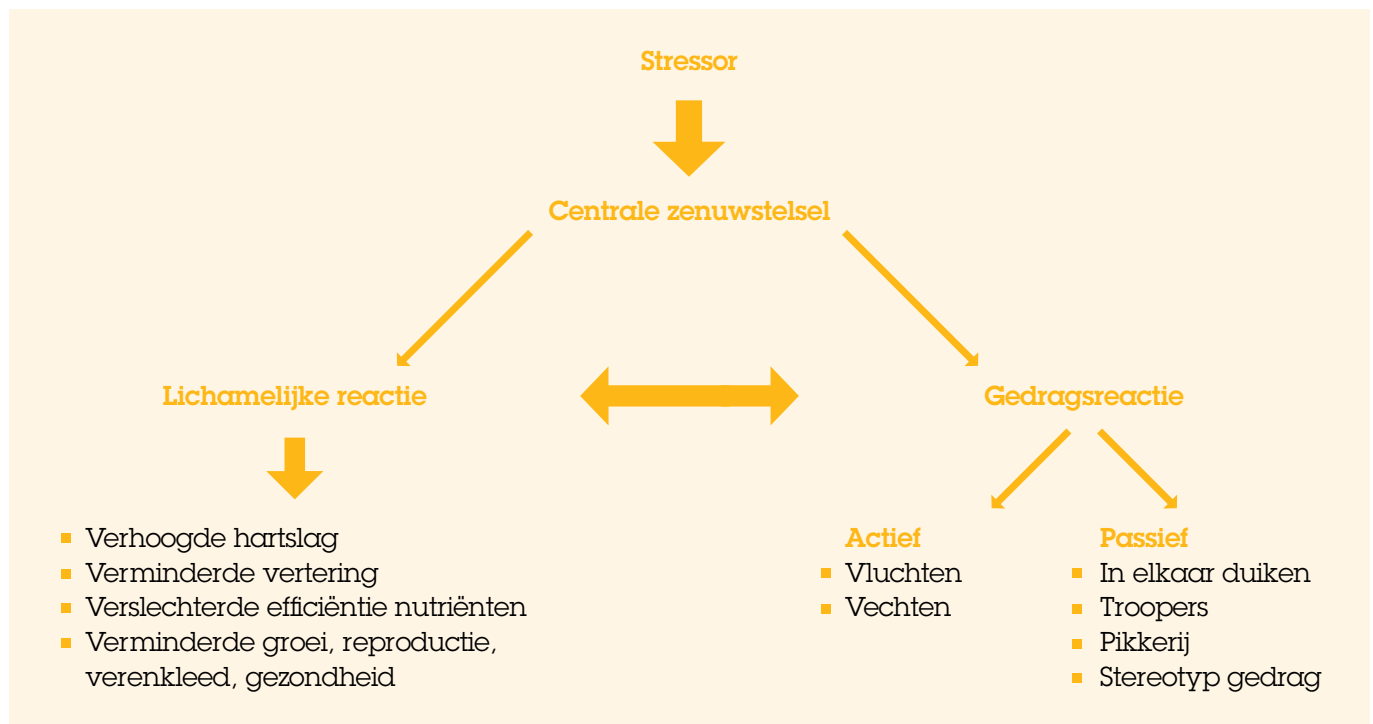 Stressor
Centrale zenuwstelsel
Lichamelijke reactie
Gedragsreactie
Verhoogde hartslag
Verminderde vertering
Verslechterde efficiëntie nutriënten
Verminderde groei, reproductie,
verenkleed, gezondheid
Actief
Vluchten
Vechten
Passief
In elkaar duiken
Troopers
Pikkerij
Stereotyp gedrag